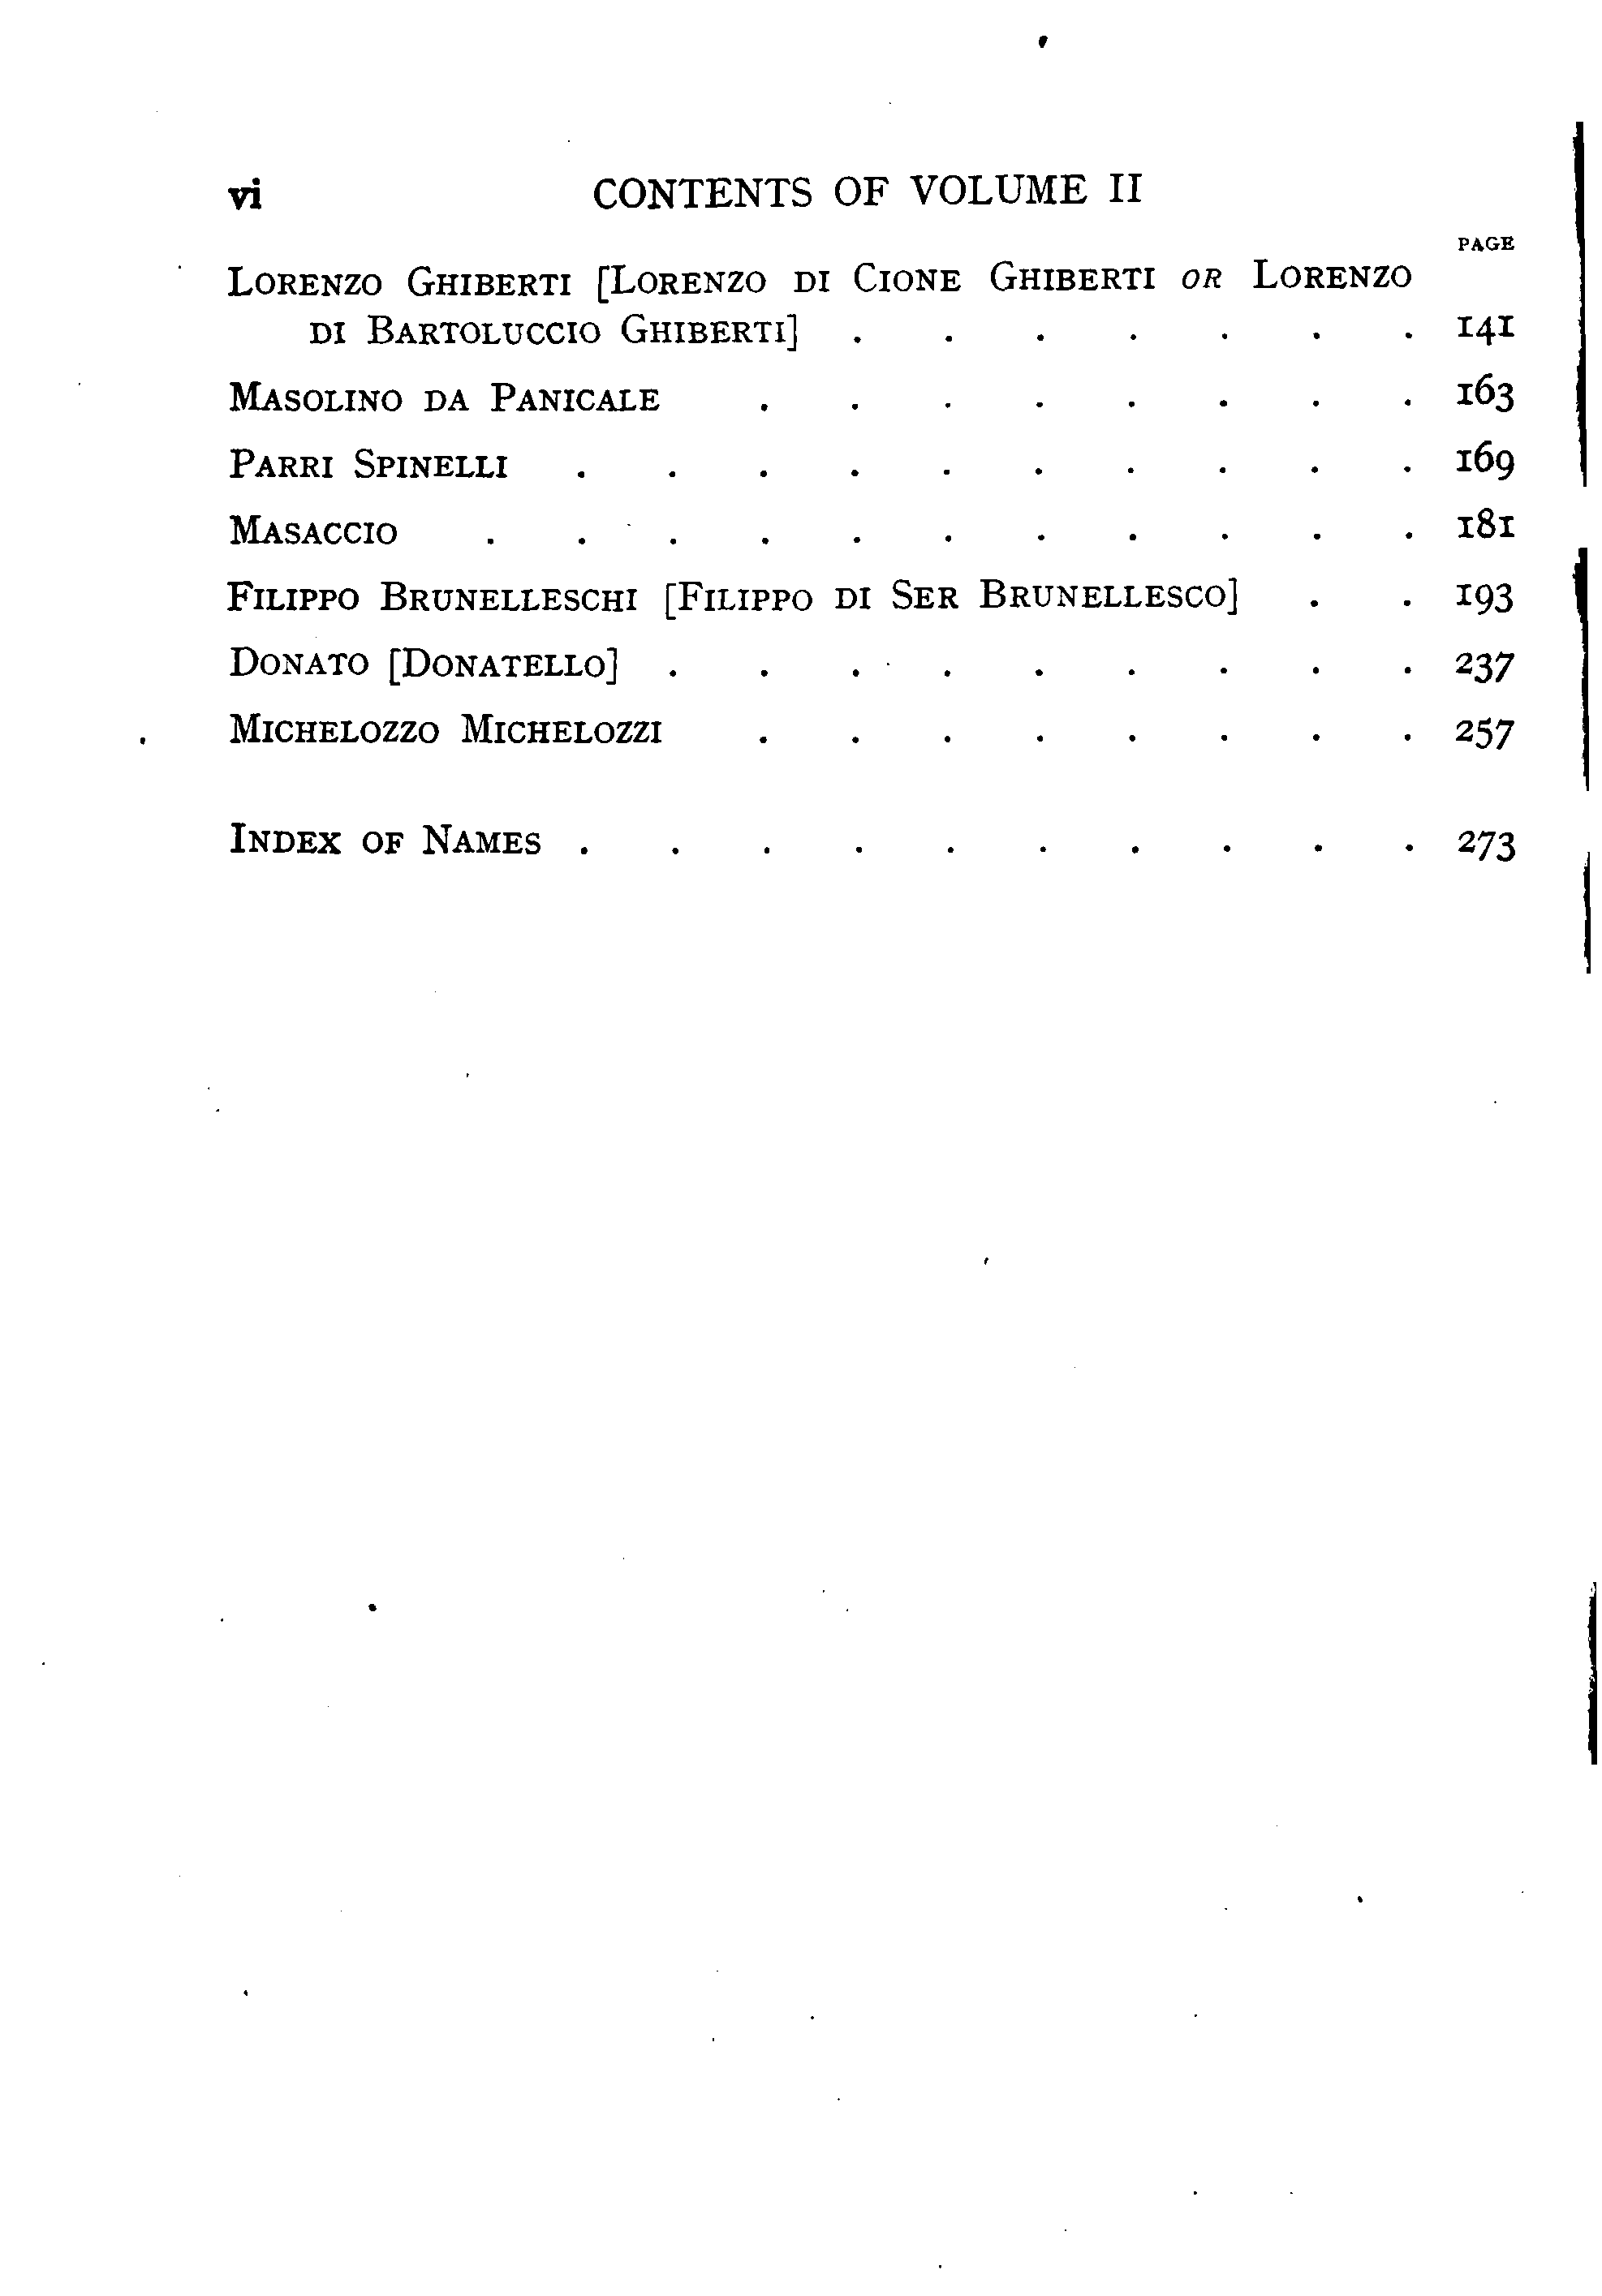 vi CONTENTS OF VOLUME II
PAGE
LORENZO GHIBERTI [LORENZO DI CIONE GHIBERTI OR LORENZO
DI BARTOLUCCIO GHIBERTI] . . . . . . . 141
MASOLINO DA PANICALE . . . . . . . . 163
PARRI SPINELLI . . . . . . . . . . 169
MASACCIO . . . . . . . . . . . 181
FILIPPO BRUNELLESCHI [FILIPPO DI SER BRUNELLESCO] . . 193
DONATO [DONATELLO] . . . . . . . . . 237
MICHELOZZO MICHELOZZI . . . . . . . . 257
INDEX OF NAMES . . . . . . . . . . 273